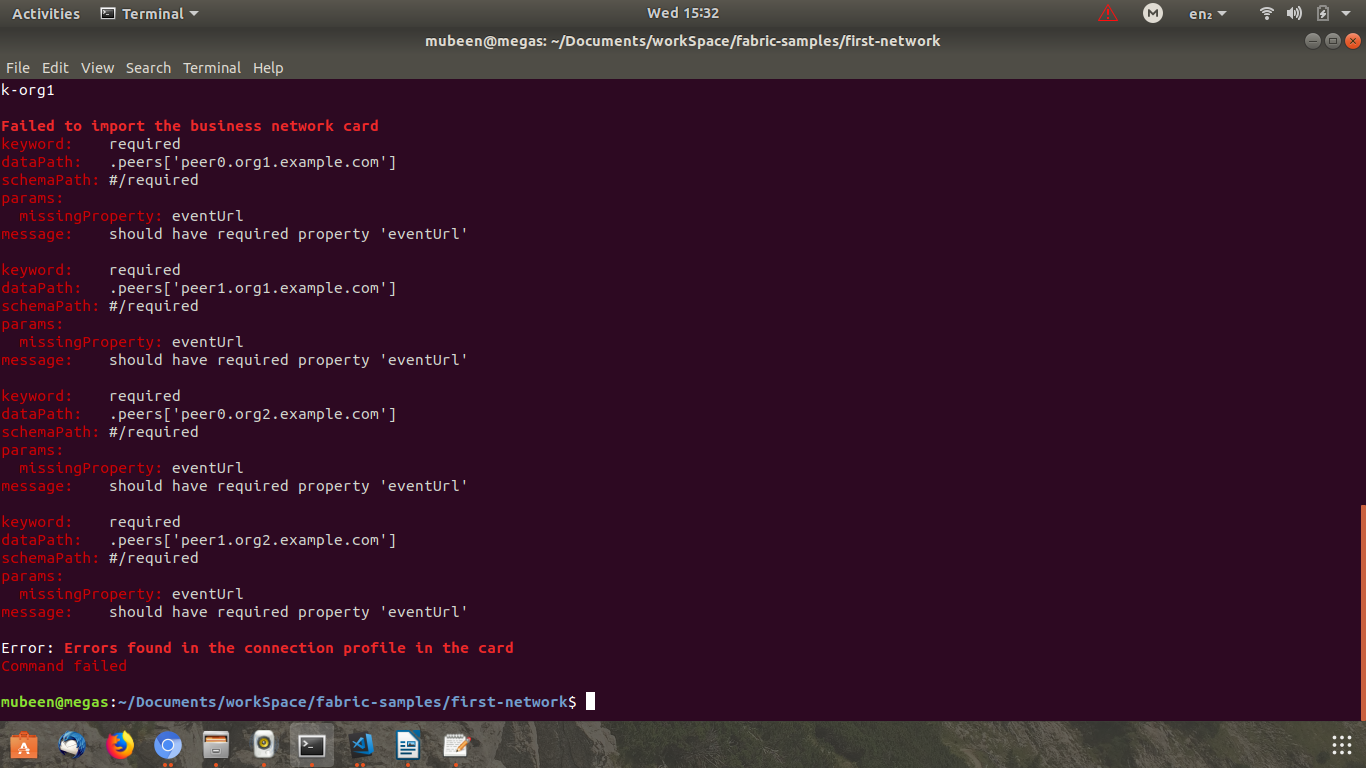 Activities
Terminal
Wed 15:32
M
en₂
mubeen@megas: ~/Documents/workSpace/fabric-samples/first-network
File Edit View Search Terminal Help
k-org1
Failed to import the business network card
keyword: required
dataPath: .peers['peer0.org1.example.com']
schemaPath: #/required
params:
missingProperty: eventUrl
message: should have required property 'eventUrl'
keyword: required
dataPath: .peers['peer1.org1.example.com']
schemaPath: #/required
params:
missingProperty: eventUrl
message: should have required property 'eventUrl'
keyword: required
dataPath: .peers['peer0.org2.example.com']
schemaPath: #/required
params:
missingProperty: eventUrl
message: should have required property 'eventUrl'
keyword: required
dataPath: .peers['peer1.org2.example.com']
schemaPath: #/required
params:
missingProperty: eventUrl
message: should have required property 'eventUrl'
Error: Errors found in the connection profile in the card
Command failed
mubeen@megas:~/Documents/workSpace/fabric-samples/first-network$